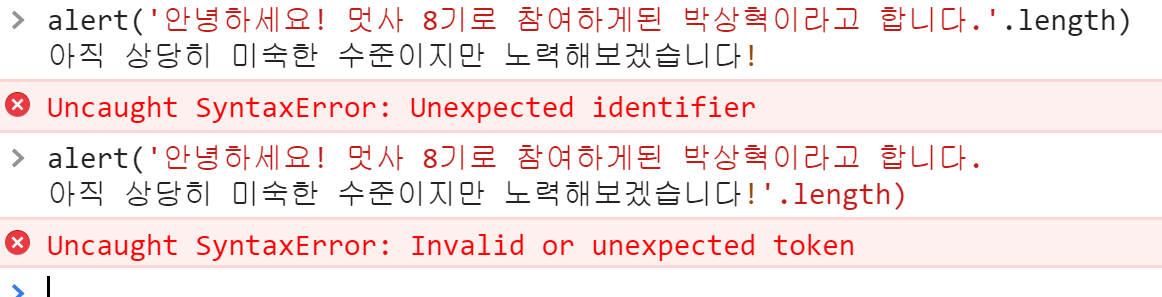 > alert('안녕하세요! 멋사 8기로 참여하게된 박상혁이라고 합니다.'.length)
아직 상당히 미숙한 수준이지만 노력해보겠습니다!
Uncaught SyntaxError: Unexpected identifier
> alert('안녕하세요! 멋사 8기로 참여하게된 박상혁이라고 합니다.
아직 상당히 미숙한 수준이지만 노력해보겠습니다!'.length)
Uncaught SyntaxError: Invalid or unexpected token
>